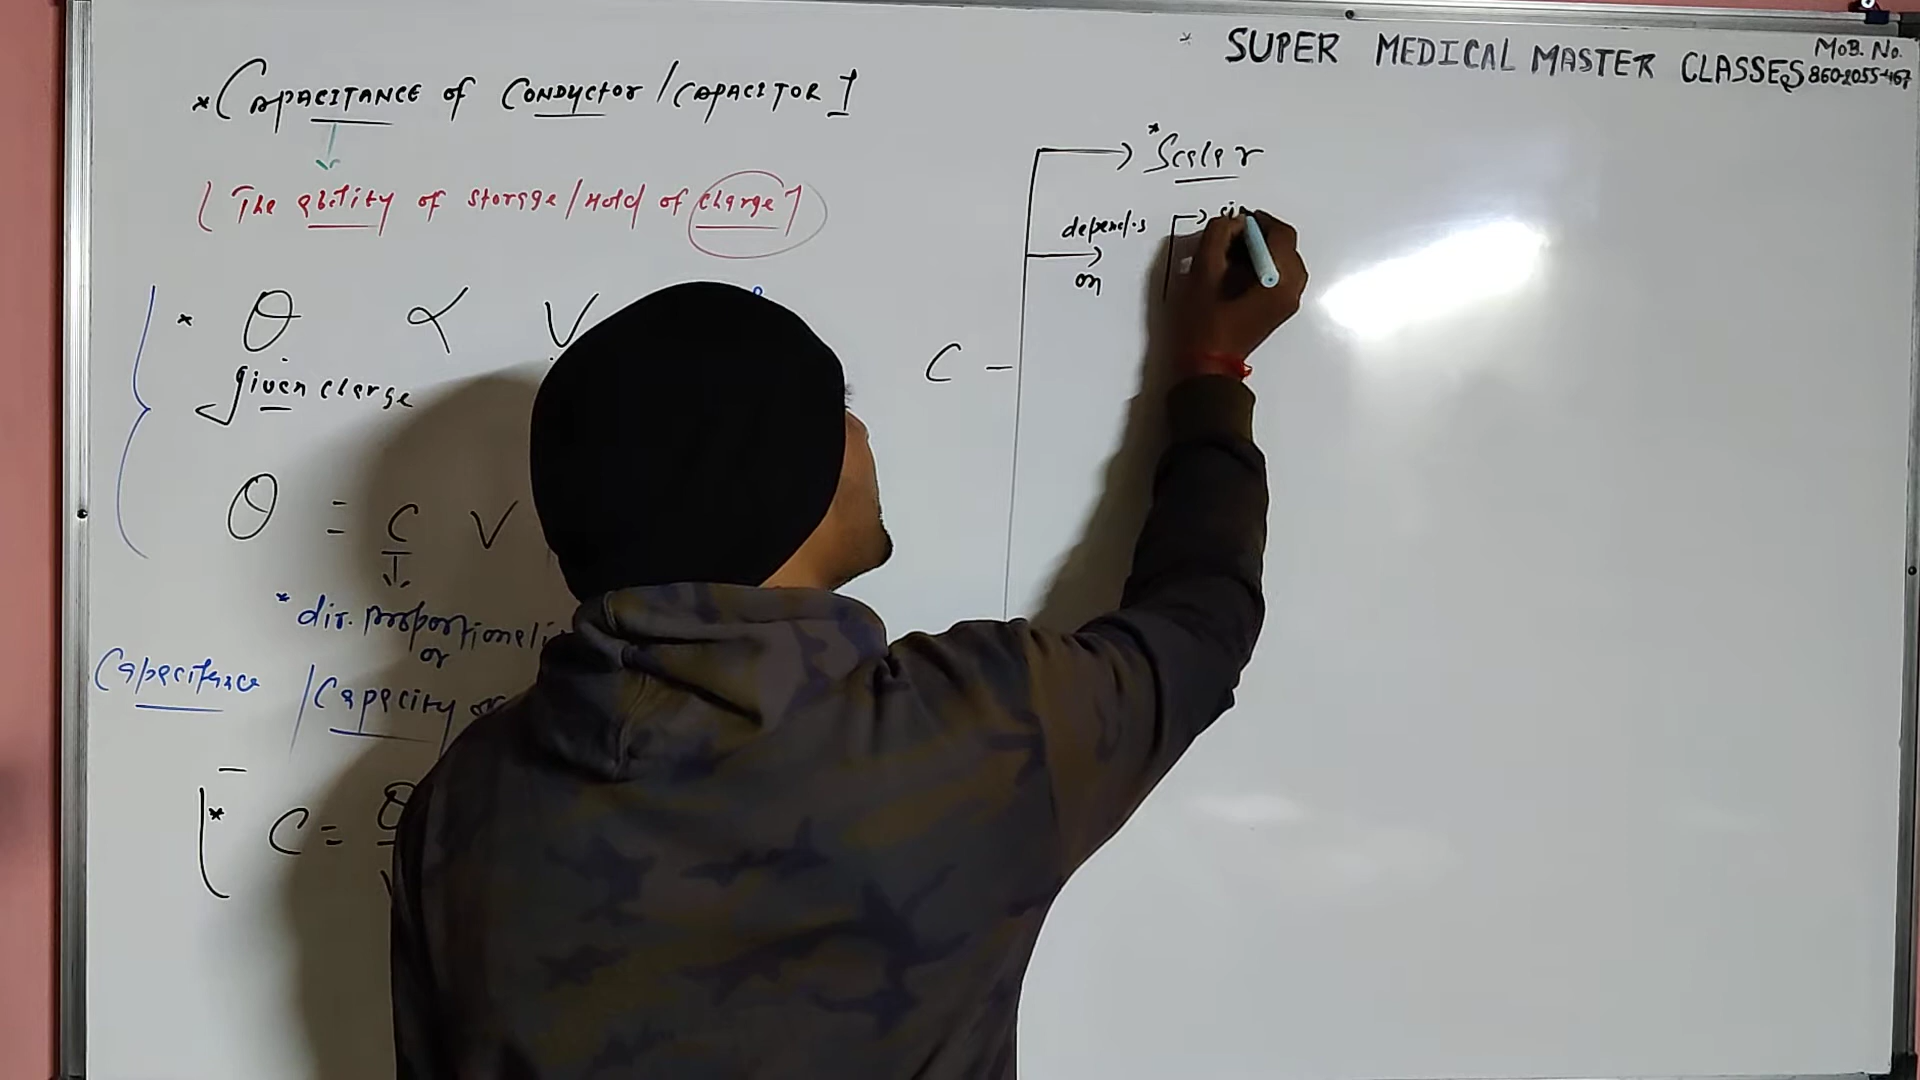 * CAPACITANCE of CONDUCTOR / CAPACITOR ]
( The ability of storage / Hold of charge )
* Q ∝ V
given charge
Q = C V
* dir. proportionali
or
Capacitance / Capacity or
* C = Q
* SUPER MEDICAL MASTER CLASSES
MOB. No.
860-2055-467
C -
* Scalar
depends
on